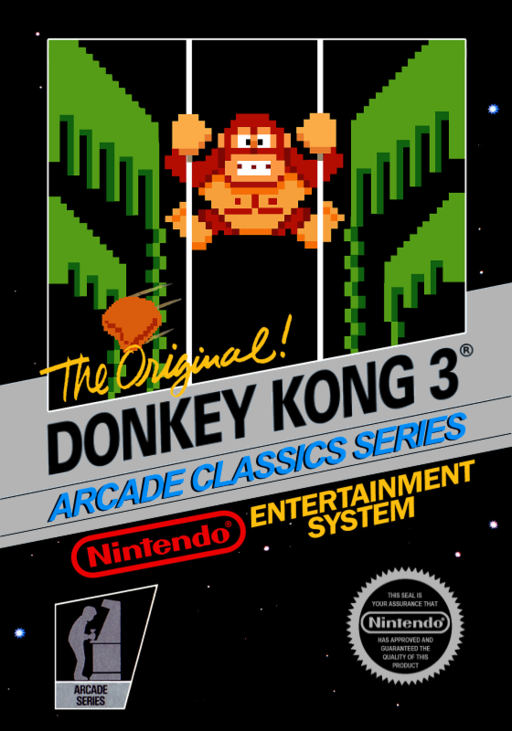 The Original!
DONKEY KONG 3®
ARCADE CLASSICS SERIES
Nintendo®
ENTERTAINMENT
SYSTEM
ARCADE
SERIES
THIS SEAL IS
YOUR ASSURANCE THAT
Nintendo®
HAS APPROVED AND
GUARANTEED THE
QUALITY OF THIS
PRODUCT